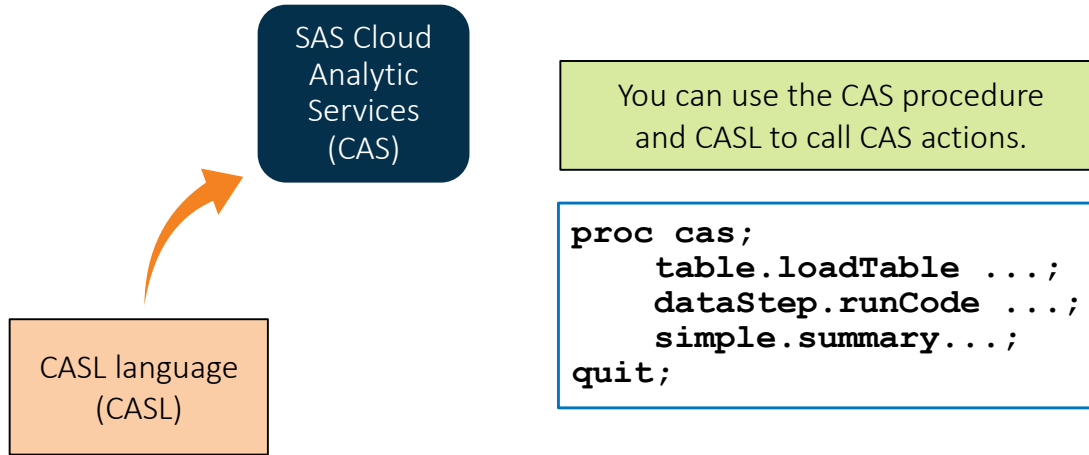 SAS Cloud
Analytic
Services
(CAS)
CASL language
(CASL)
You can use the CAS procedure
and CASL to call CAS actions.
proc cas;
table.loadTable ...;
dataStep.runCode ...;
simple.summary...;
quit;